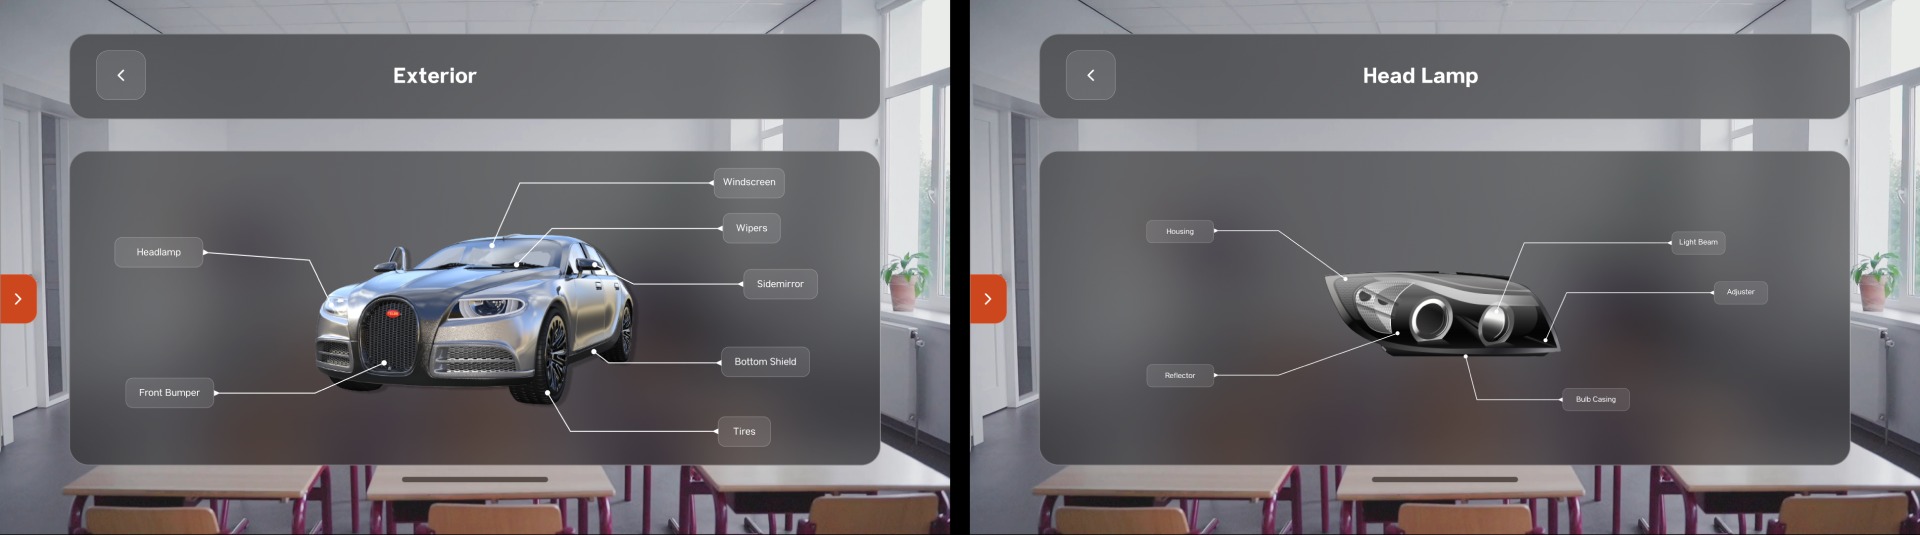 Exterior
Windscreen
Wipers
Headlamp
Sidemirror
Bottom Shield
Front Bumper
Tires
Head Lamp
Housing
Light Beam
Adjuster
Reflector
Bulb Casing